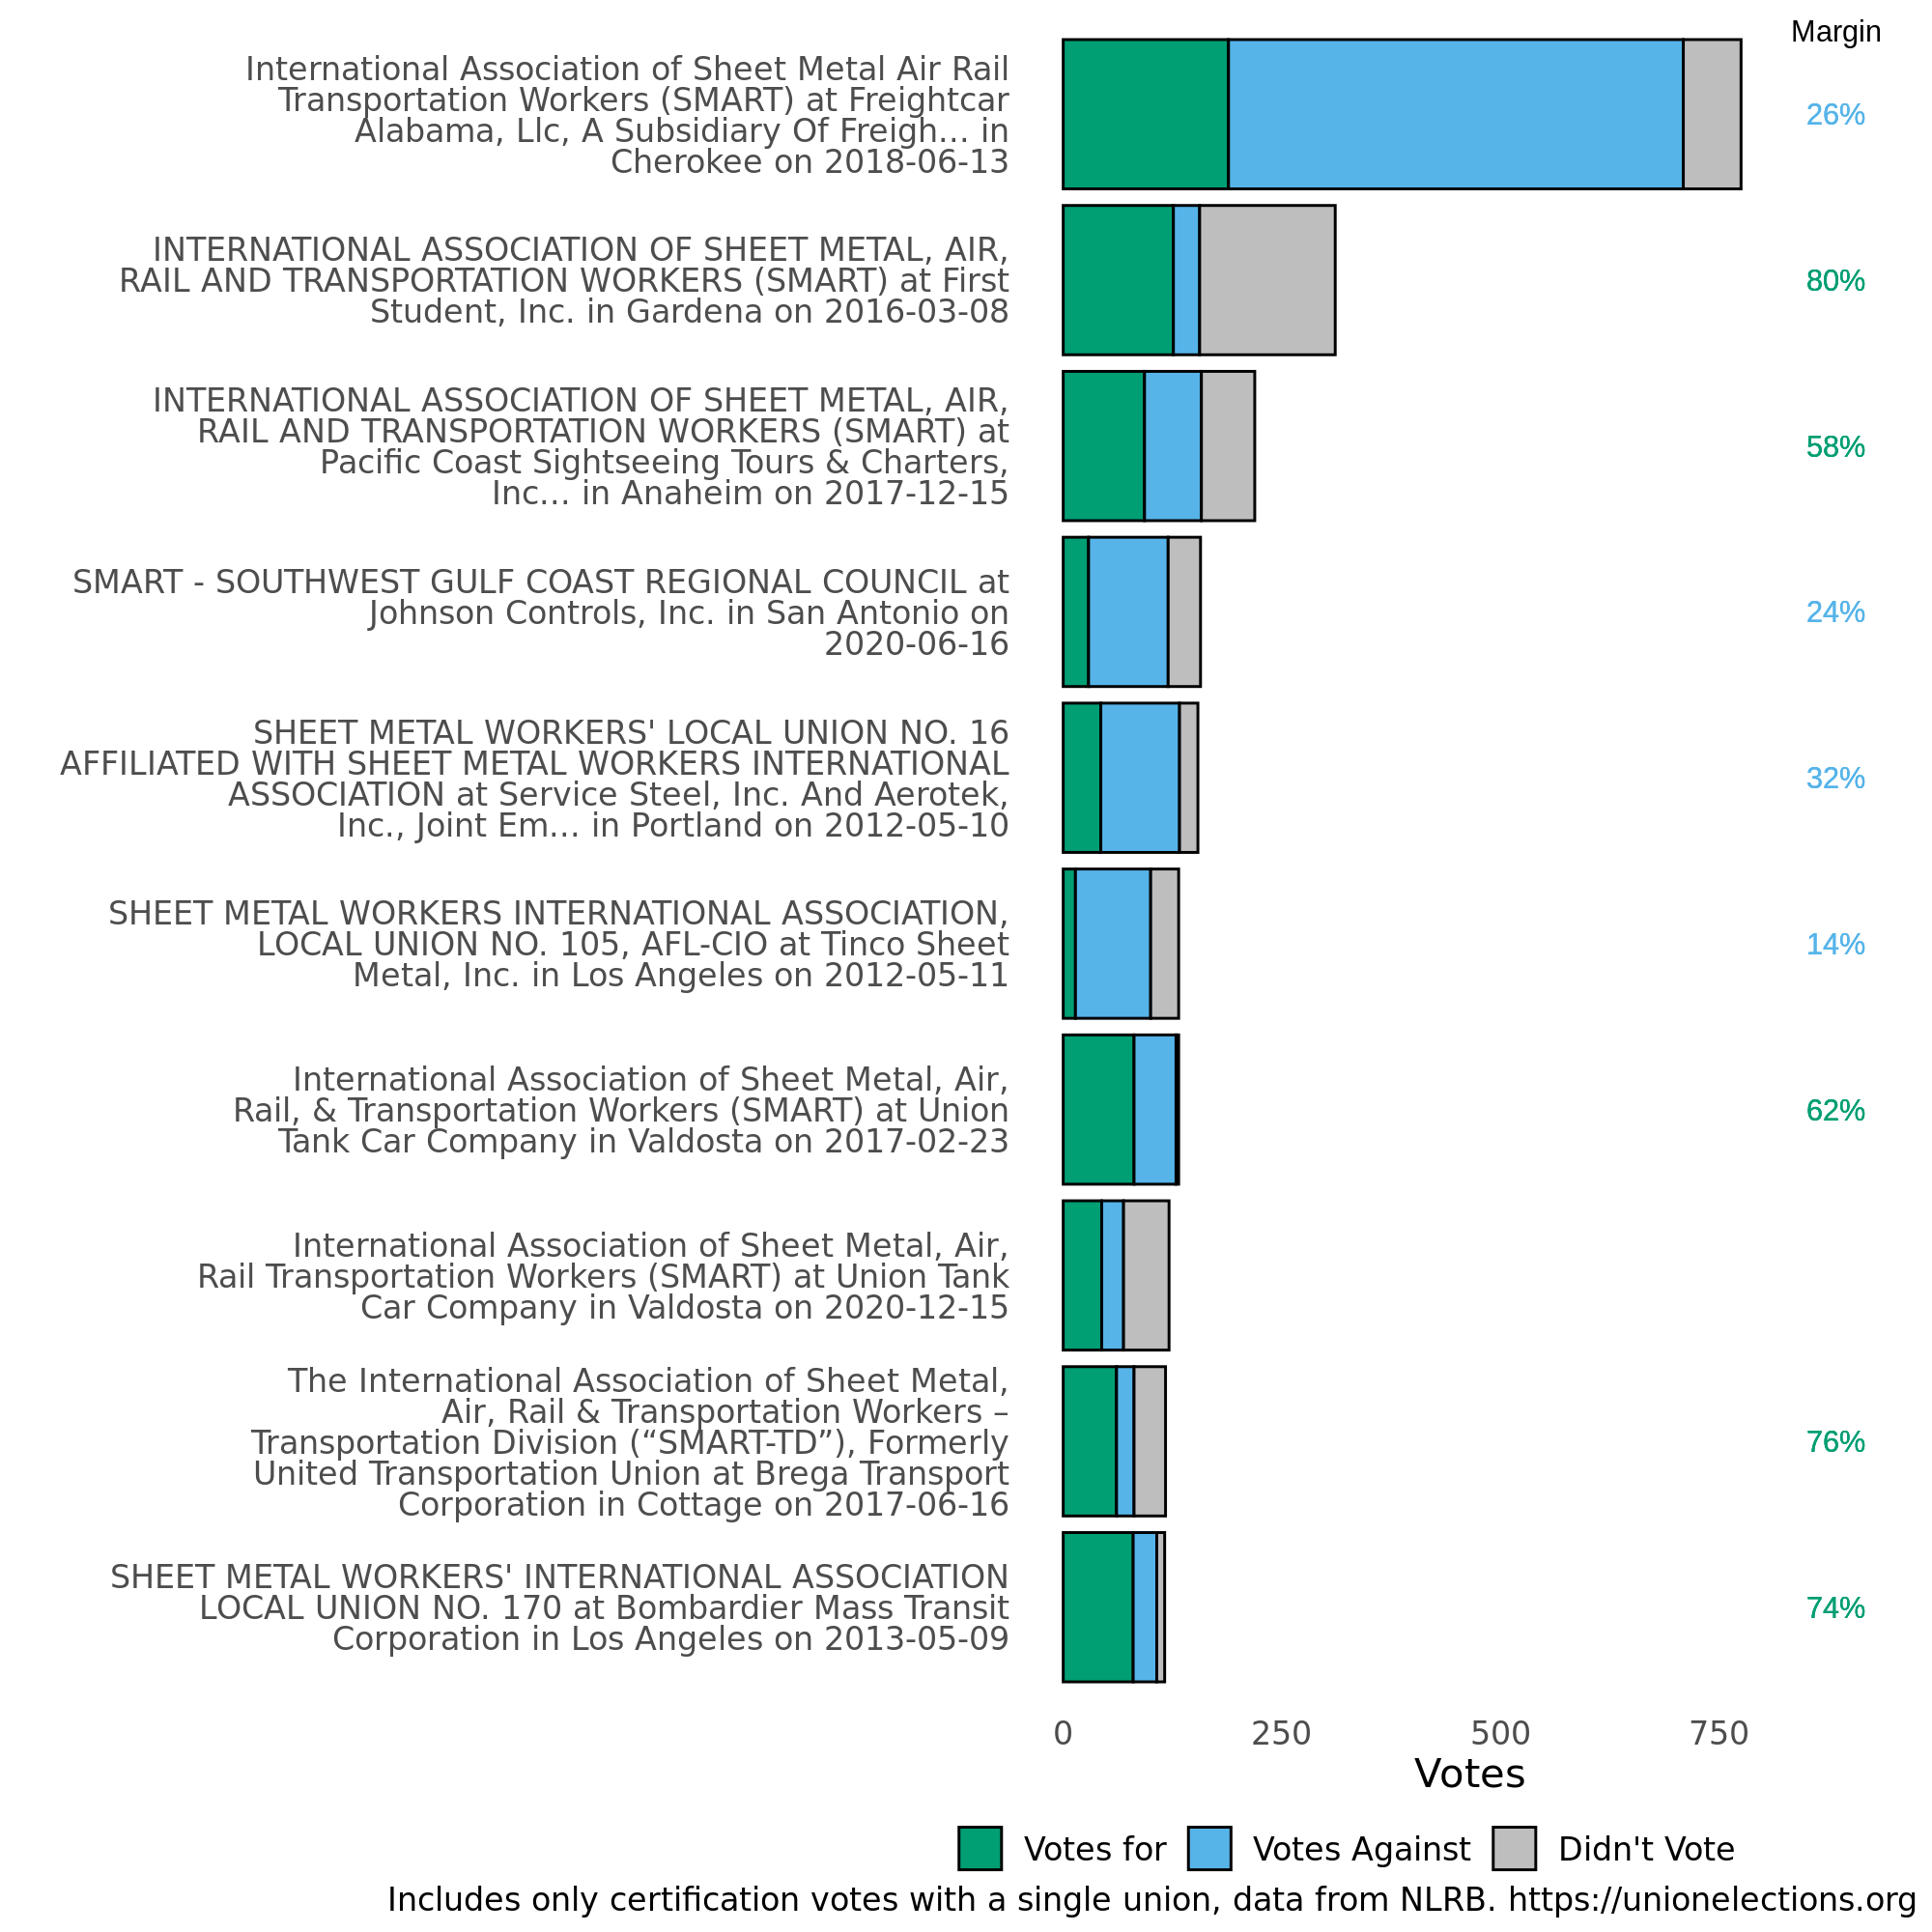 Margin
International Association of Sheet Metal Air Rail
Transportation Workers (SMART) at Freightcar
Alabama, Llc, A Subsidiary Of Freigh... in
Cherokee on 2018-06-13
26%
INTERNATIONAL ASSOCIATION OF SHEET METAL, AIR,
RAIL AND TRANSPORTATION WORKERS (SMART) at First
Student, Inc. in Gardena on 2016-03-08
80%
INTERNATIONAL ASSOCIATION OF SHEET METAL, AIR,
RAIL AND TRANSPORTATION WORKERS (SMART) at
Pacific Coast Sightseeing Tours & Charters,
Inc... in Anaheim on 2017-12-15
58%
SMART - SOUTHWEST GULF COAST REGIONAL COUNCIL at
Johnson Controls, Inc. in San Antonio on
2020-06-16
24%
SHEET METAL WORKERS' LOCAL UNION NO. 16
AFFILIATED WITH SHEET METAL WORKERS INTERNATIONAL
ASSOCIATION at Service Steel, Inc. And Aerotek,
Inc., Joint Em... in Portland on 2012-05-10
32%
SHEET METAL WORKERS INTERNATIONAL ASSOCIATION,
LOCAL UNION NO. 105, AFL-CIO at Tinco Sheet
Metal, Inc. in Los Angeles on 2012-05-11
14%
International Association of Sheet Metal, Air,
Rail, & Transportation Workers (SMART) at Union
Tank Car Company in Valdosta on 2017-02-23
62%
International Association of Sheet Metal, Air,
Rail Transportation Workers (SMART) at Union Tank
Car Company in Valdosta on 2020-12-15
The International Association of Sheet Metal,
Air, Rail & Transportation Workers –
Transportation Division (“SMART-TD”), Formerly
United Transportation Union at Brega Transport
Corporation in Cottage on 2017-06-16
76%
SHEET METAL WORKERS' INTERNATIONAL ASSOCIATION
LOCAL UNION NO. 170 at Bombardier Mass Transit
Corporation in Los Angeles on 2013-05-09
74%
0 250 500 750
Votes
Votes for Votes Against Didn't Vote
Includes only certification votes with a single union, data from NLRB. https://unionelections.org